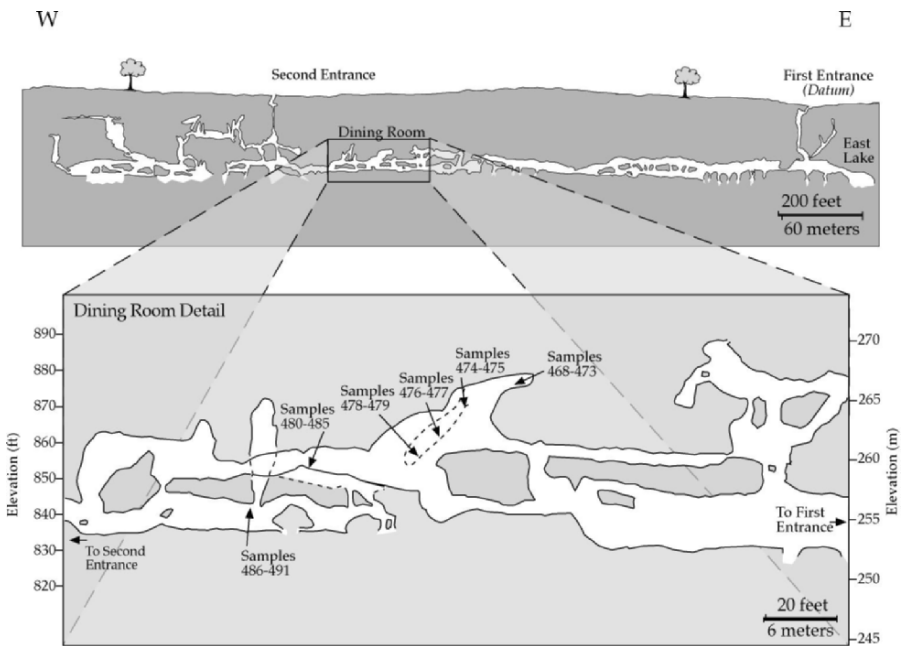 W
E
Second Entrance
First Entrance
(Datum)
Dining Room
East
Lake
200 feet
60 meters
Dining Room Detail
890
880
870
860
850
840
830
820
Elevation (ft)
270
265
260
255
250
245
Elevation (m)
Samples
474-475
Samples
468-473
Samples
476-477
Samples
478-479
Samples
480-485
Samples
486-491
To Second
Entrance
To First
Entrance
20 feet
6 meters